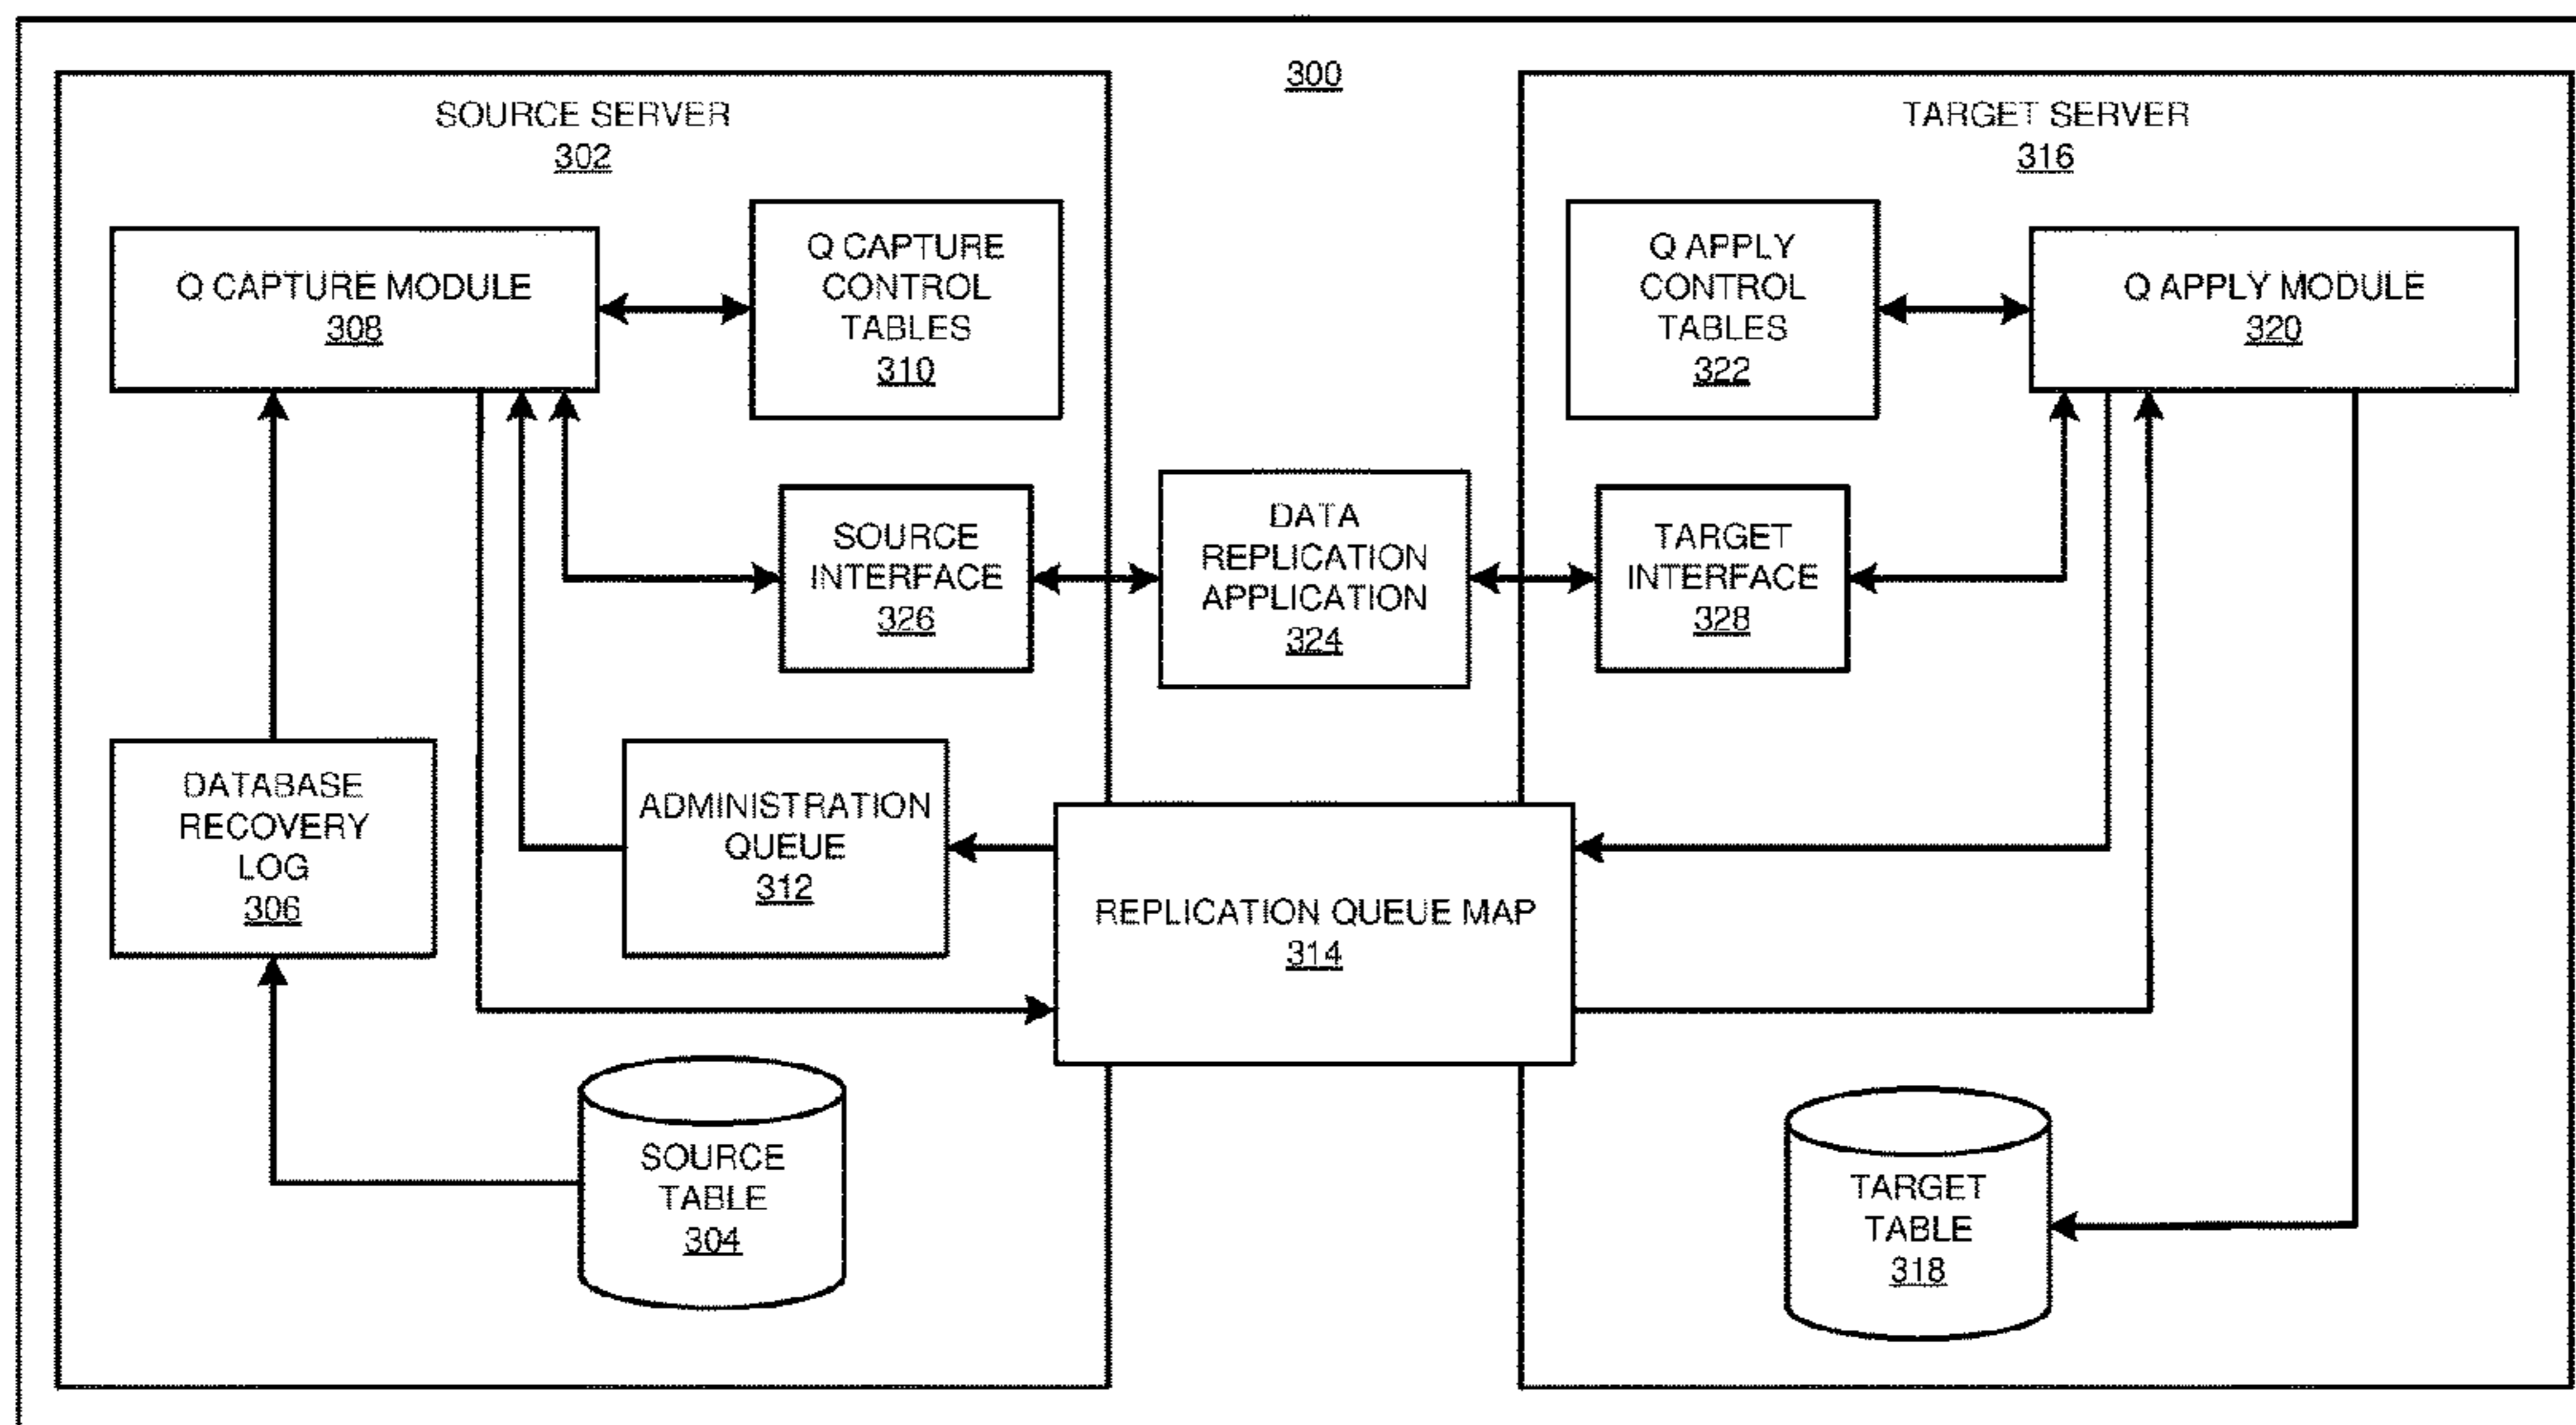 300
SOURCE SERVER
302
Q CAPTURE MODULE
308
Q CAPTURE
CONTROL
TABLES
310
SOURCE
INTERFACE
326
DATABASE
RECOVERY
LOG
306
ADMINISTRATION
QUEUE
312
SOURCE
TABLE
304
DATA
REPLICATION
APPLICATION
324
REPLICATION QUEUE MAP
314
TARGET SERVER
316
Q APPLY
CONTROL
TABLES
322
Q APPLY MODULE
320
TARGET
INTERFACE
328
TARGET
TABLE
318